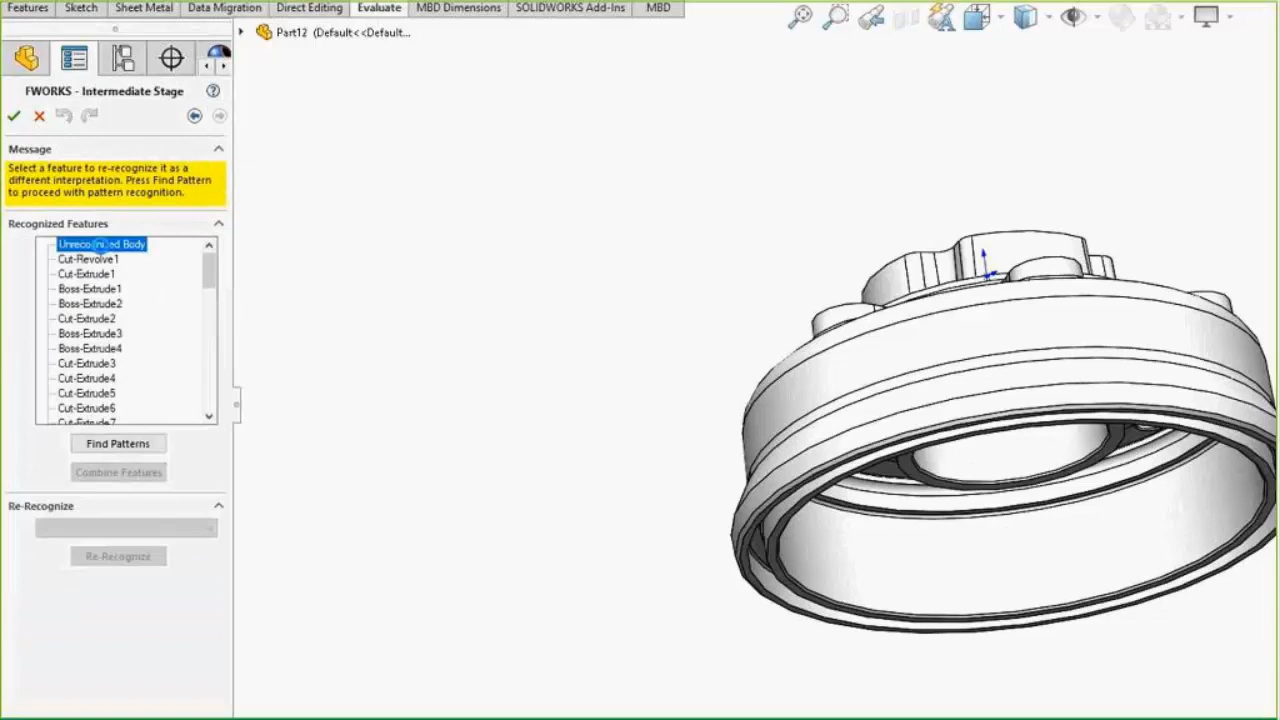 Features Sketch Sheet Metal Data Migration Direct Editing Evaluate MBD Dimensions SOLIDWORKS Add-Ins MBD
Part12 (Default<<Default...
FWORKS - Intermediate Stage
Message
Select a feature to re-recognize it as a
different interpretation. Press Find Pattern
to proceed with pattern recognition.
Recognized Features
Unrecognized Body
Cut-Revolve1
Cut-Extrude1
Boss-Extrude1
Boss-Extrude2
Cut-Extrude2
Boss-Extrude3
Boss-Extrude4
Cut-Extrude3
Cut-Extrude4
Cut-Extrude5
Cut-Extrude6
Cut-Extrude7
Find Patterns
Combine Features
Re-Recognize
Re-Recognize